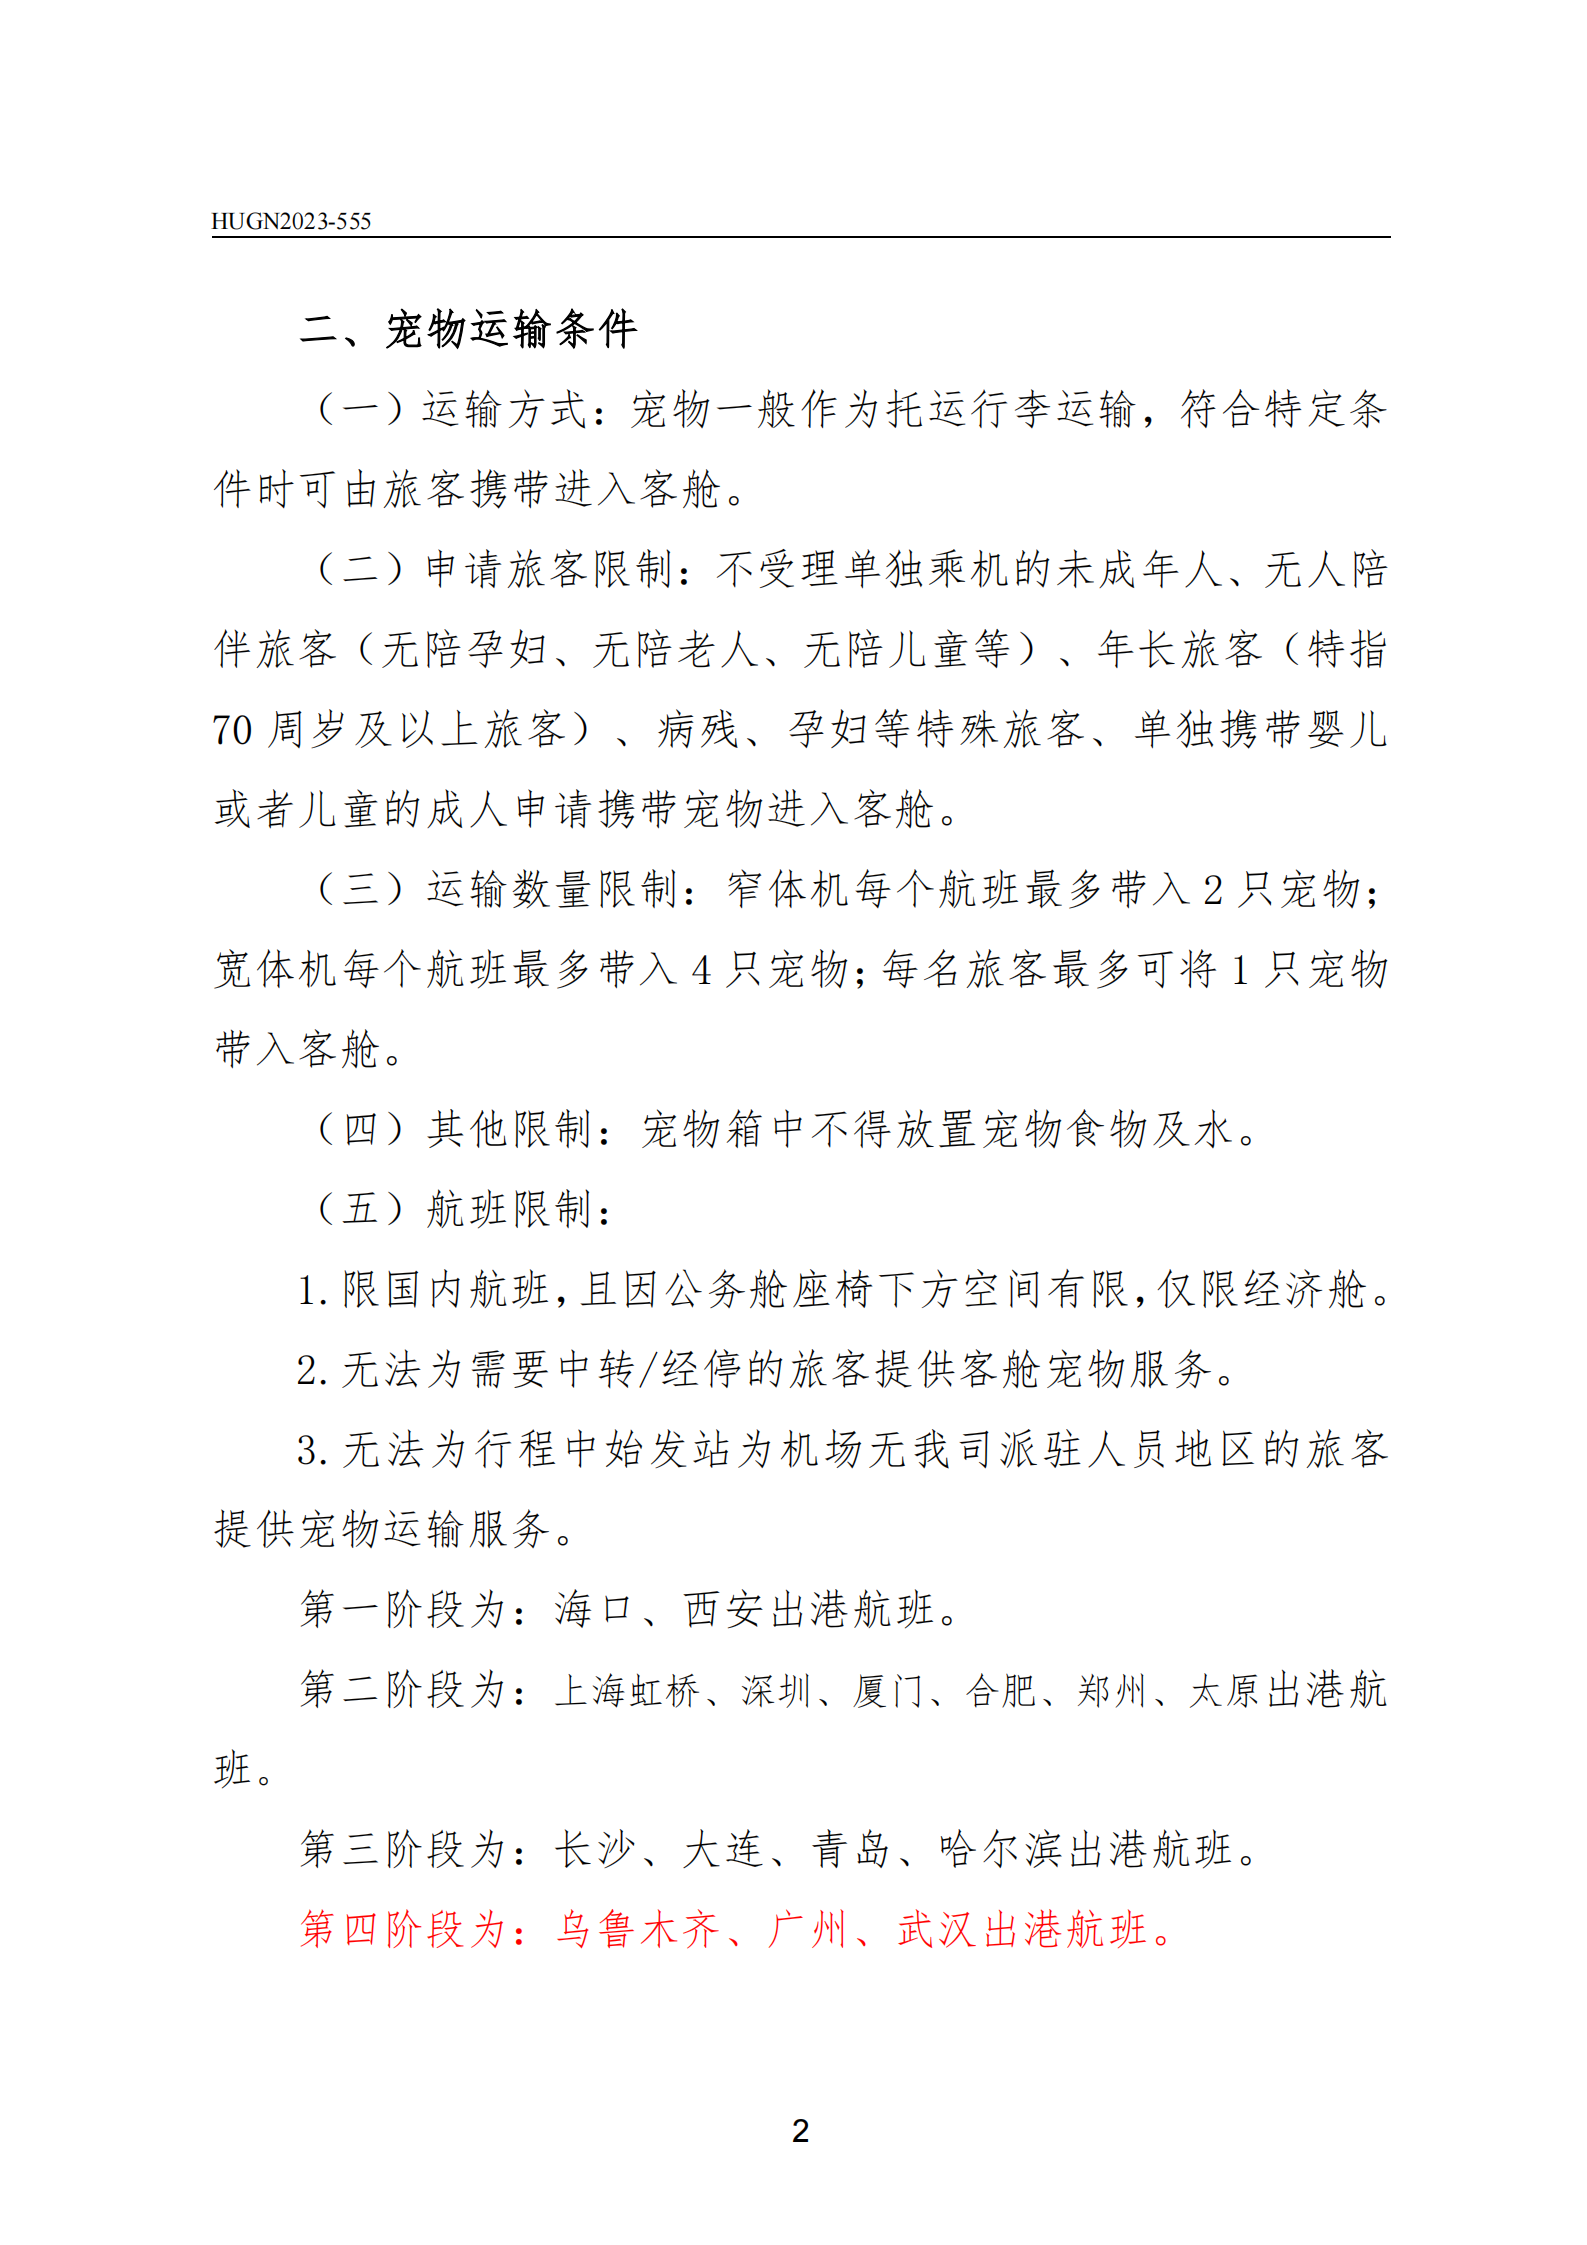 HUGN2023-555
二、宠物运输条件
（一）运输方式：宠物一般作为托运行李运输，符合特定条
件时可由旅客携带进入客舱。
（二）申请旅客限制：不受理单独乘机的未成年人、无人陪
伴旅客（无陪孕妇、无陪老人、无陪儿童等）、年长旅客（特指
70 周岁及以上旅客）、病残、孕妇等特殊旅客、单独携带婴儿
或者儿童的成人申请携带宠物进入客舱。
（三）运输数量限制：窄体机每个航班最多带入 2 只宠物；
宽体机每个航班最多带入 4 只宠物；每名旅客最多可将 1 只宠物
带入客舱。
（四）其他限制：宠物箱中不得放置宠物食物及水。
（五）航班限制：
1.限国内航班，且因公务舱座椅下方空间有限，仅限经济舱。
2.无法为需要中转/经停的旅客提供客舱宠物服务。
3.无法为行程中始发站为机场无我司派驻人员地区的旅客
提供宠物运输服务。
第一阶段为：海口、西安出港航班。
第二阶段为：上海虹桥、深圳、厦门、合肥、郑州、太原出港航
班。
第三阶段为：长沙、大连、青岛、哈尔滨出港航班。
第四阶段为：乌鲁木齐、广州、武汉出港航班。
2